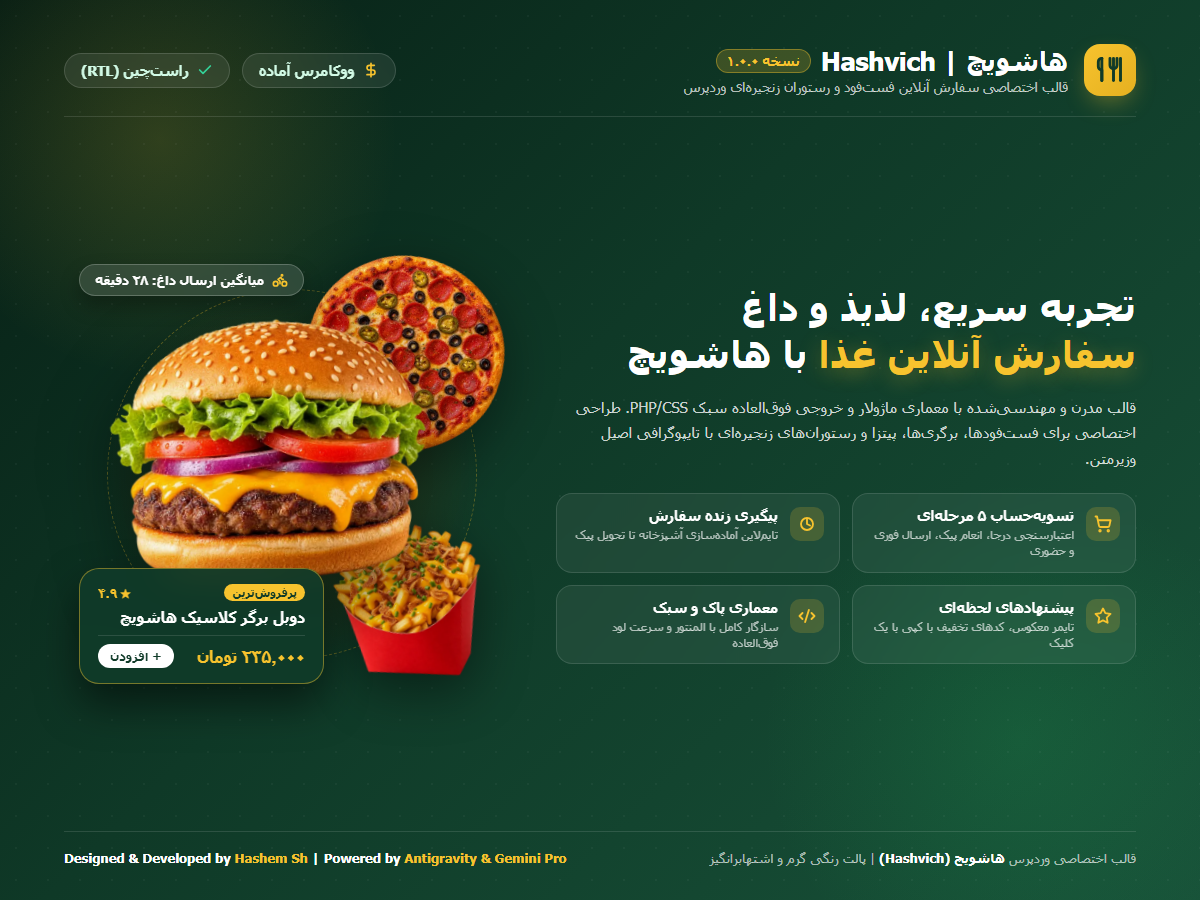 هاشویچ | Hashvich نسخه ۱.۰.۰
قالب اختصاصی سفارش آنلاین فست‌فود و رستوران زنجیره‌ای وردپرس
ووکامرس آماده
راست‌چین (RTL)
تجربه سریع، لذیذ و داغ
سفارش آنلاین غذا با هاشویچ
قالب مدرن و مهندسی‌شده با معماری ماژولار و خروجی فوق‌العاده سبک PHP/CSS. طراحی
اختصاصی برای فست‌فودها، برگری‌ها، پیتزا و رستوران‌های زنجیره‌ای با تایپوگرافی اصیل
وزیرمتن.
تسویه‌حساب ۵ مرحله‌ای
اعتبارسنجی درجا، انعام پیک، ارسال فوری
و حضوری
پیگیری زنده سفارش
تایم‌لاین آماده‌سازی آشپزخانه تا تحویل پیک
پیشنهادهای لحظه‌ای
تایمر معکوس، کدهای تخفیف با کپی با یک
کلیک
معماری پاک و سبک
سازگار کامل با المنتور و سرعت لود
فوق‌العاده
میانگین ارسال داغ: ۲۸ دقیقه
پرفروش‌ترین
۴.۹
دوبل برگر کلاسیک هاشویچ
۲۳۵,۰۰۰ تومان
+ افزودن
قالب اختصاصی وردپرس هاشویچ (Hashvich) | پالت رنگی گرم و اشتهابرانگیز
Designed & Developed by Hashem Sh | Powered by Antigravity & Gemini Pro